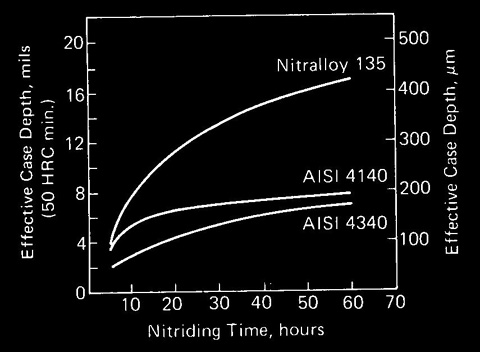 Effective Case Depth, mils
(50 HRC min.)
20
16
12
8
4
0
Nitralloy 135
AISI 4140
AISI 4340
500
400
300
200
100
Effective Case Depth, μm
10 20 30 40 50 60 70
Nitriding Time, hours